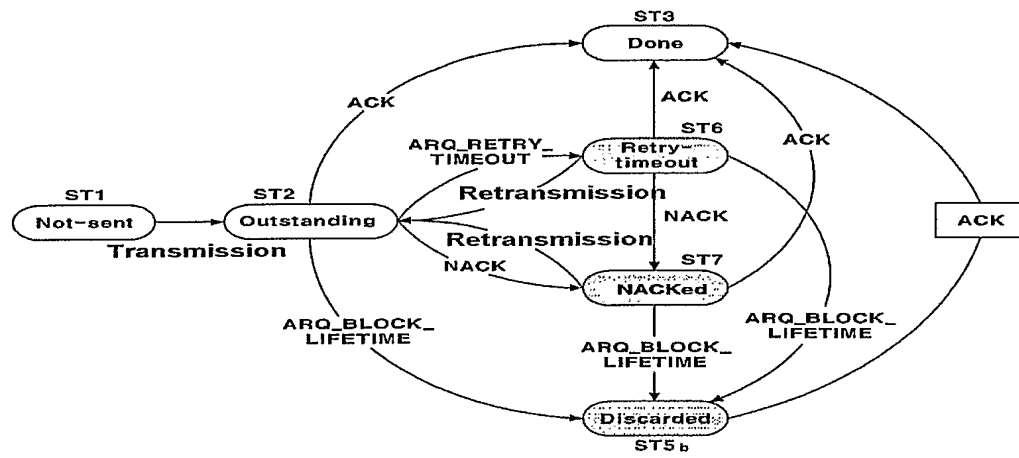 ST3
Done
ACK
ACK
ACK
ST6
Retry-
timeout
ARQ_RETRY_
TIMEOUT
ST1
Not-sent
Transmission
ST2
Outstanding
Retransmission
Retransmission
NACK
NACK
ST7
NACKed
ACK
ARQ_BLOCK_
LIFETIME
ARQ_BLOCK_
LIFETIME
ARQ_BLOCK_
LIFETIME
Discarded
ST5b